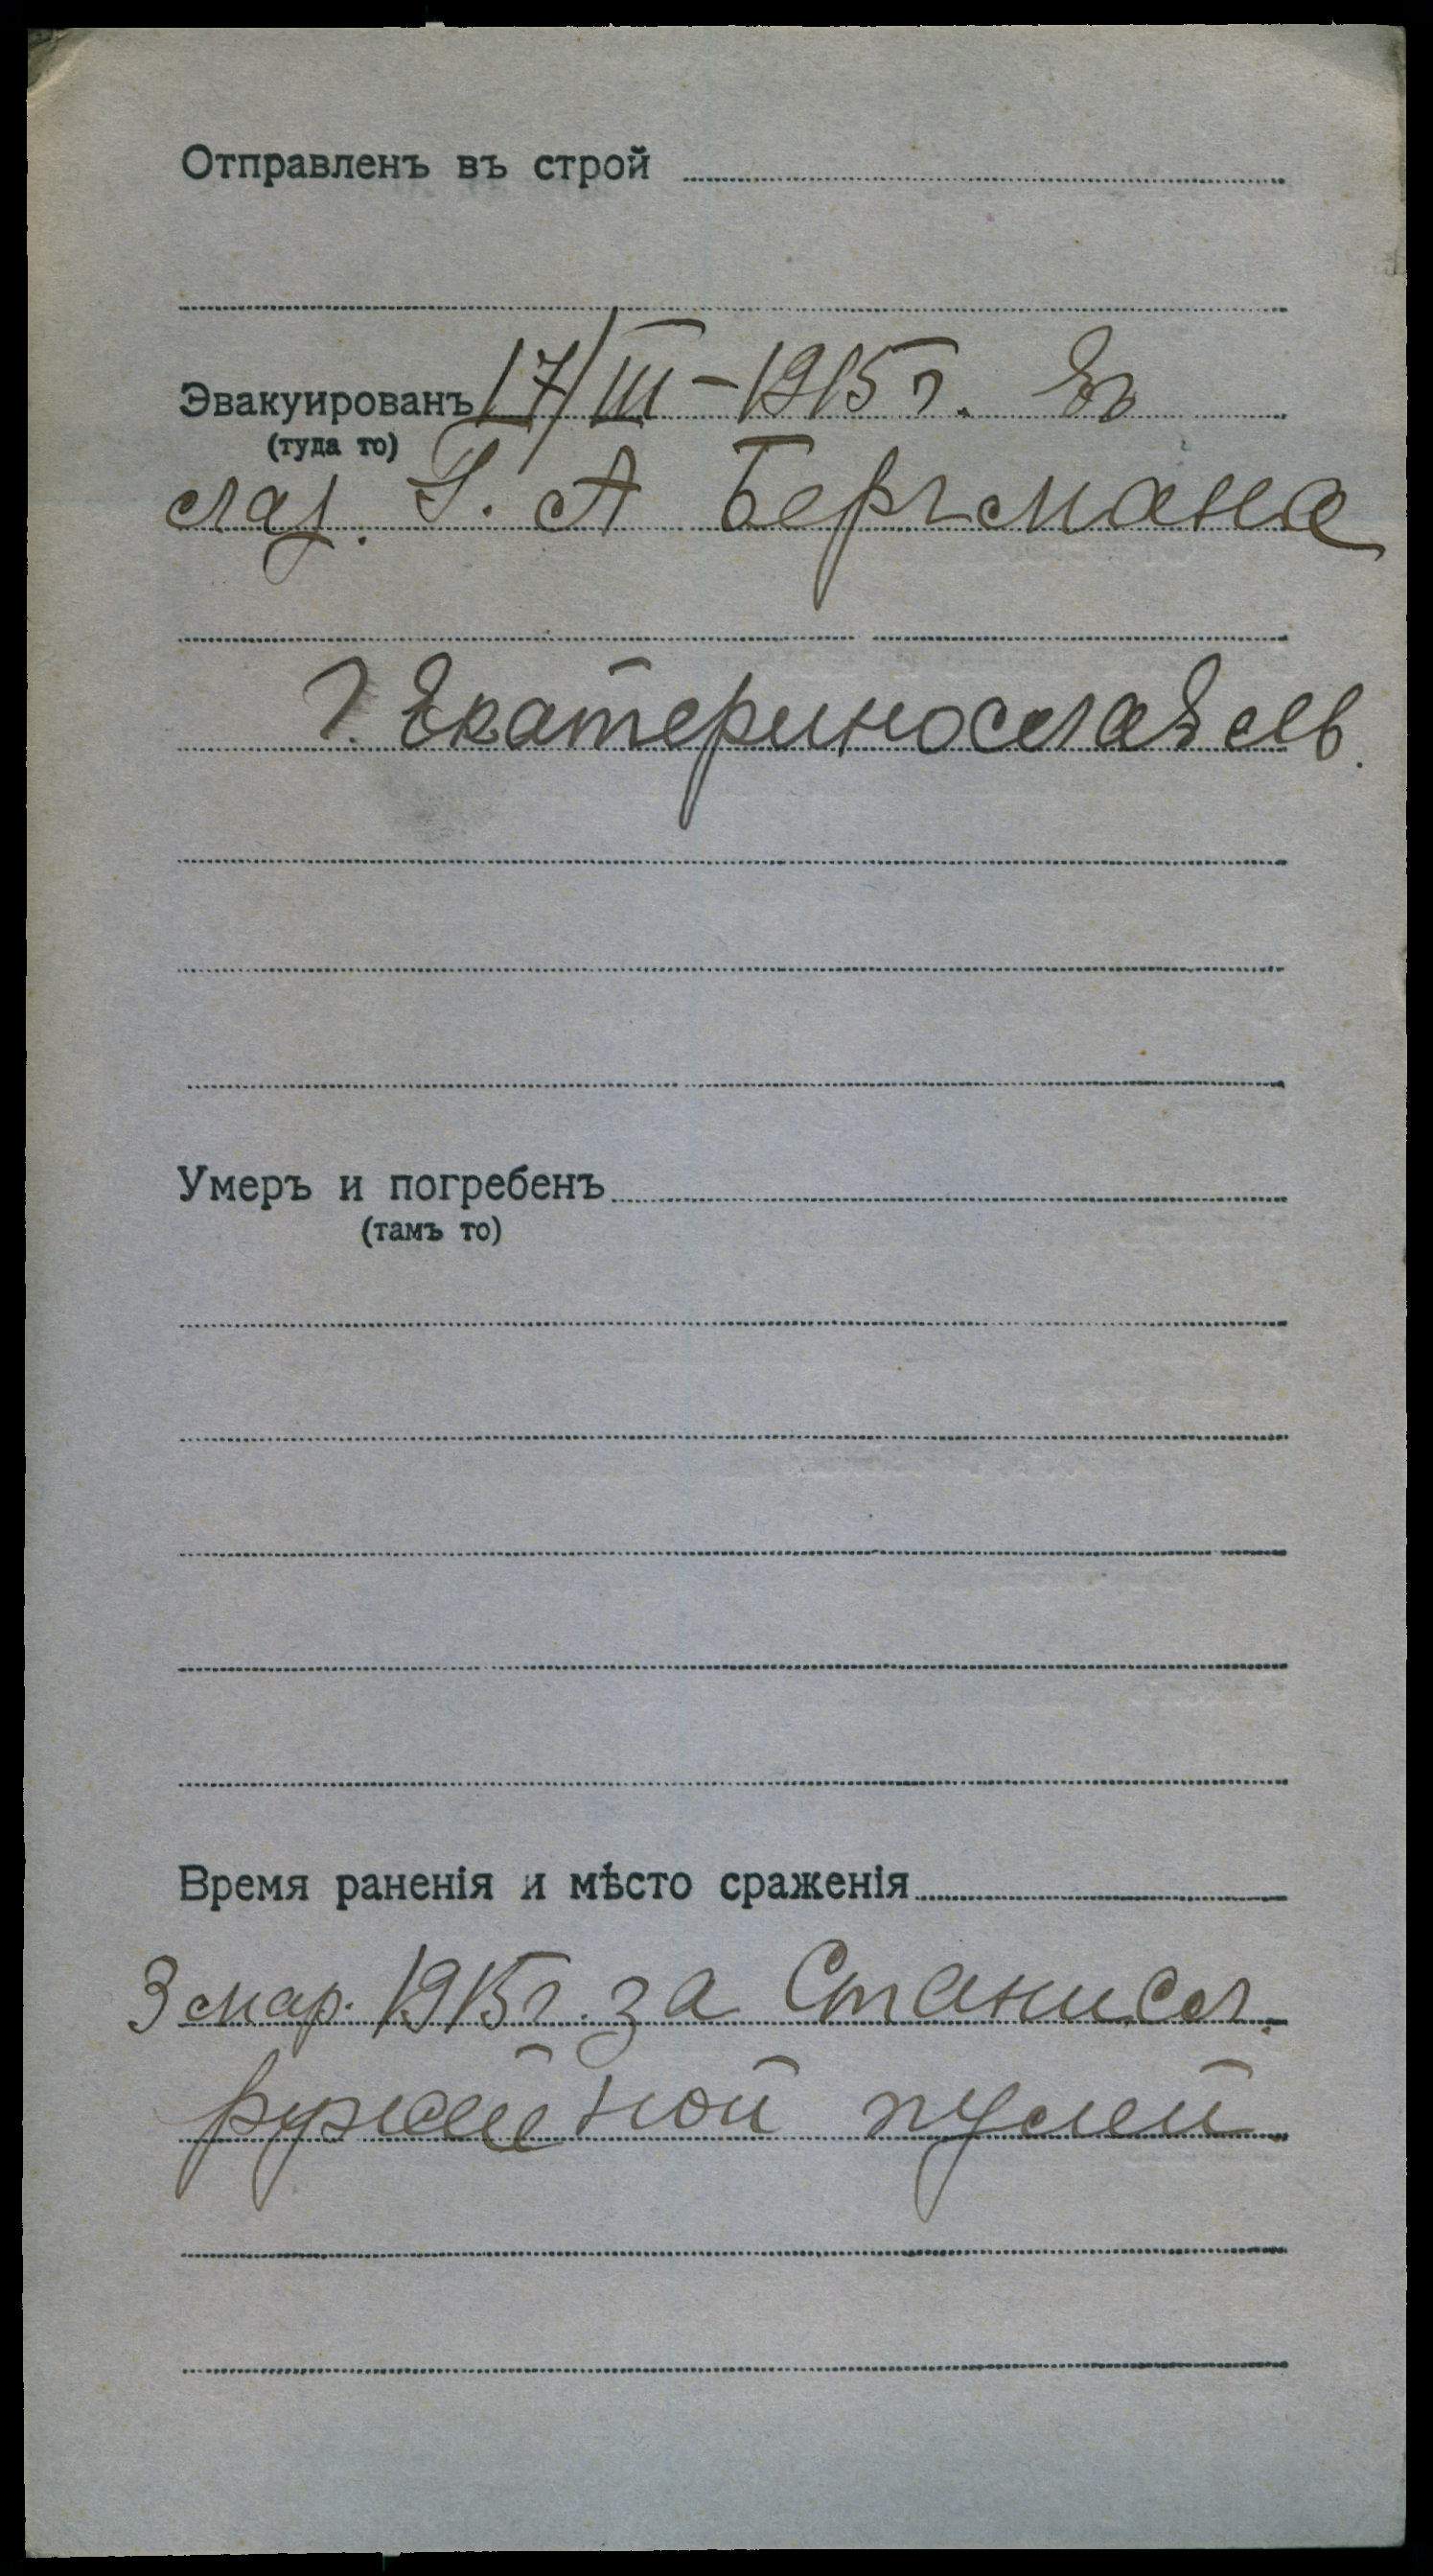 Отправленъ въ строй
Эвакуированъ 17/III-1915 г. Въ
(туда то)
лаз. Г. А Бергмана
г. Екатеринославль.
Умеръ и погребенъ
(тамъ то)
Время раненія и мѣсто сраженія
3 мар. 1915 г. за Станисл.
ружейной пулей